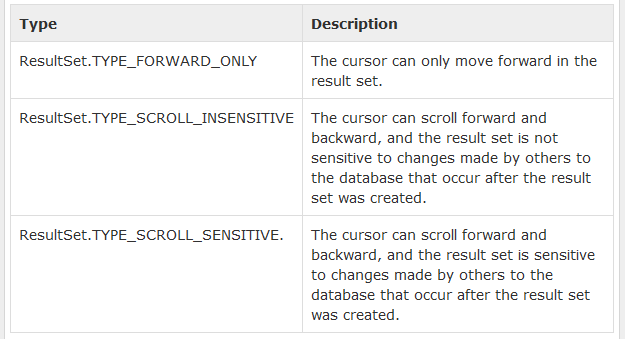 Type
Description
ResultSet.TYPE_FORWARD_ONLY
The cursor can only move forward in the
result set.
ResultSet.TYPE_SCROLL_INSENSITIVE
The cursor can scroll forward and
backward, and the result set is not
sensitive to changes made by others to
the database that occur after the result
set was created.
ResultSet.TYPE_SCROLL_SENSITIVE.
The cursor can scroll forward and
backward, and the result set is sensitive
to changes made by others to the
database that occur after the result set
was created.